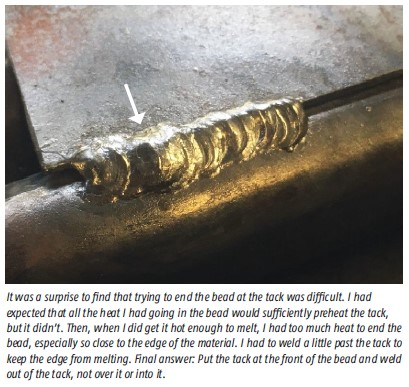 It was a surprise to find that trying to end the bead at the tack was difficult. I had
expected that all the heat I had going in the bead would sufficiently preheat the tack,
but it didn't. Then, when I did get it hot enough to melt, I had too much heat to end the
bead, especially so close to the edge of the material. I had to weld a little past the tack to
keep the edge from melting. Final answer: Put the tack at the front of the bead and weld
out of the tack, not over it or into it.